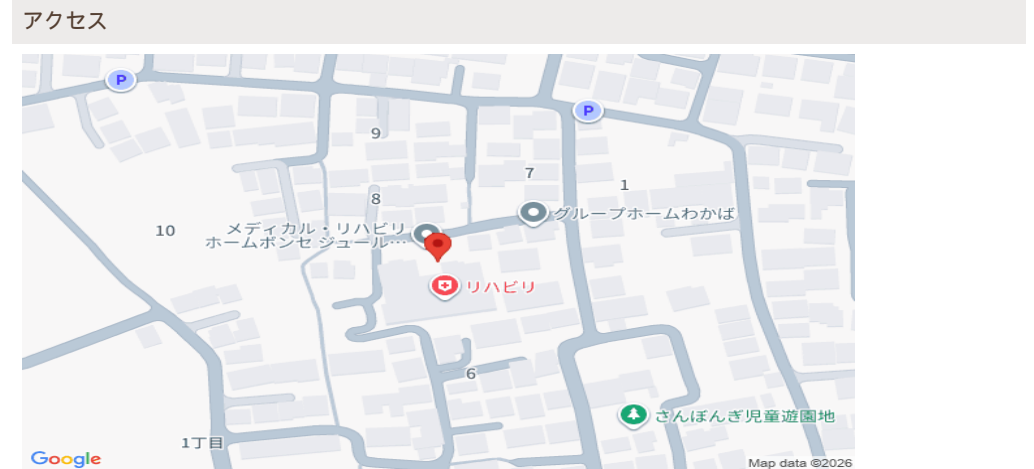 アクセス
P
P
9
7
1
8
10
メディカル・リハビリ
ホームボンセジュール…
グループホームわかば
リハビリ
6
さんぼんぎ児童遊園地
1丁目
Google
Map data ©2026